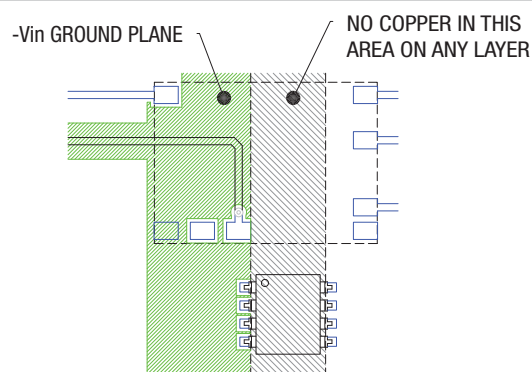 -Vin GROUND PLANE
NO COPPER IN THIS
AREA ON ANY LAYER